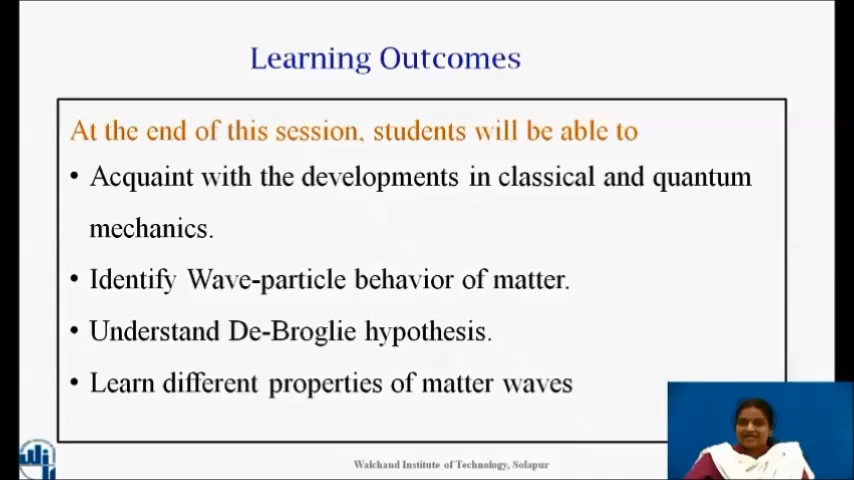 Learning Outcomes
At the end of this session, students will be able to
• Acquaint with the developments in classical and quantum
mechanics.
• Identify Wave-particle behavior of matter.
• Understand De-Broglie hypothesis.
• Learn different properties of matter waves
Walchand Institute of Technology, Solapur